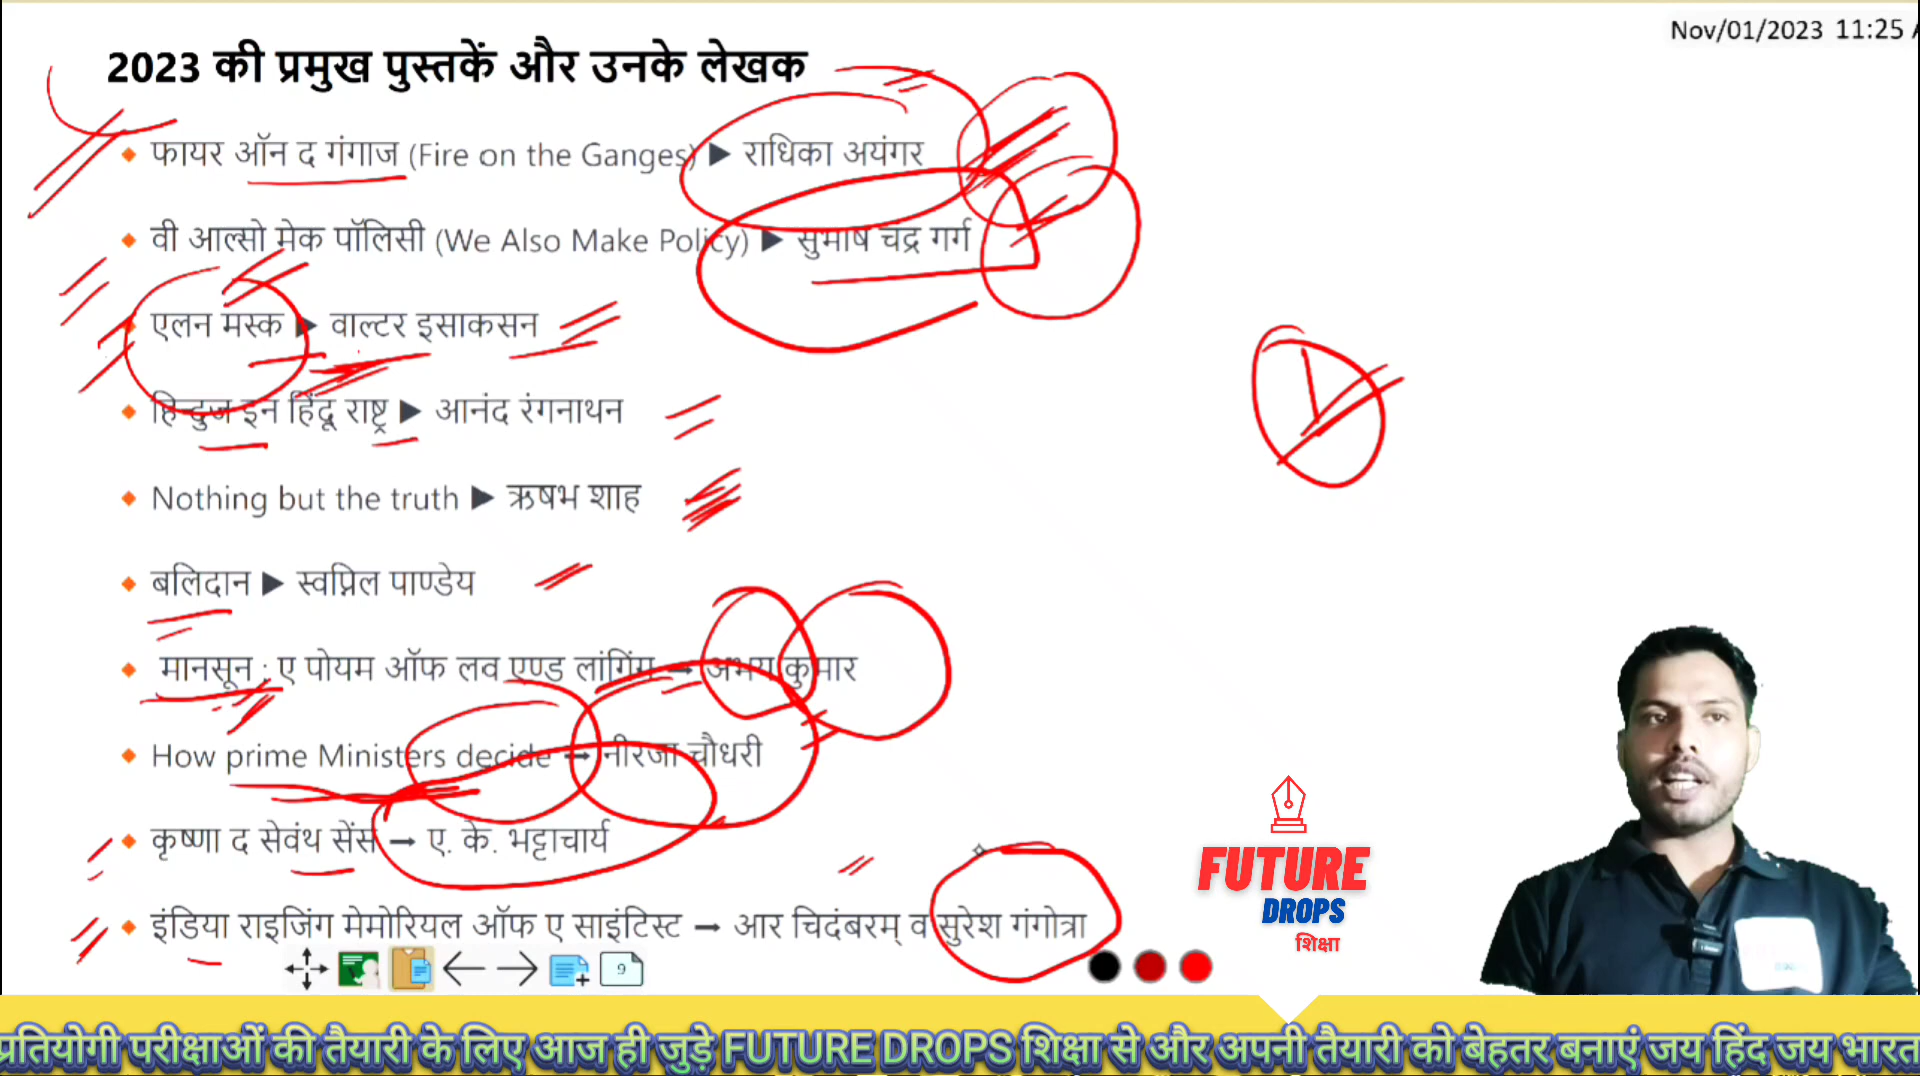 Nov/01/2023 11:25
2023 की प्रमुख पुस्तकें और उनके लेखक
फायर ऑन द गंगाज (Fire on the Ganges) ▶ राधिका अयंगर
वी आल्सो मेक पॉलिसी (We Also Make Policy) ▶ सुभाष चंद्र गर्ग
एलन मस्क ▶ वाल्टर इसाकसन
हिन्दुज इन हिंदू राष्ट्र ▶ आनंद रंगनाथन
Nothing but the truth ▶ ऋषभ शाह
बलिदान ▶ स्वप्निल पाण्डेय
मानसून : ए पोयम ऑफ लव एण्ड लांगिंग → अभय कुमार
How prime Ministers decide → नीरजा चौधरी
कृष्णा द सेवंथ सेंस → ए. के. भट्टाचार्य
इंडिया राइजिंग मेमोरियल ऑफ ए साइंटिस्ट → आर चिदंबरम् व सुरेश गंगोत्रा
9
FUTURE
DROPS
शिक्षा
प्रतियोगी परीक्षाओं की तैयारी के लिए आज ही जुड़े FUTURE DROPS शिक्षा से और अपनी तैयारी को बेहतर बनाएं जय हिंद जय भारत